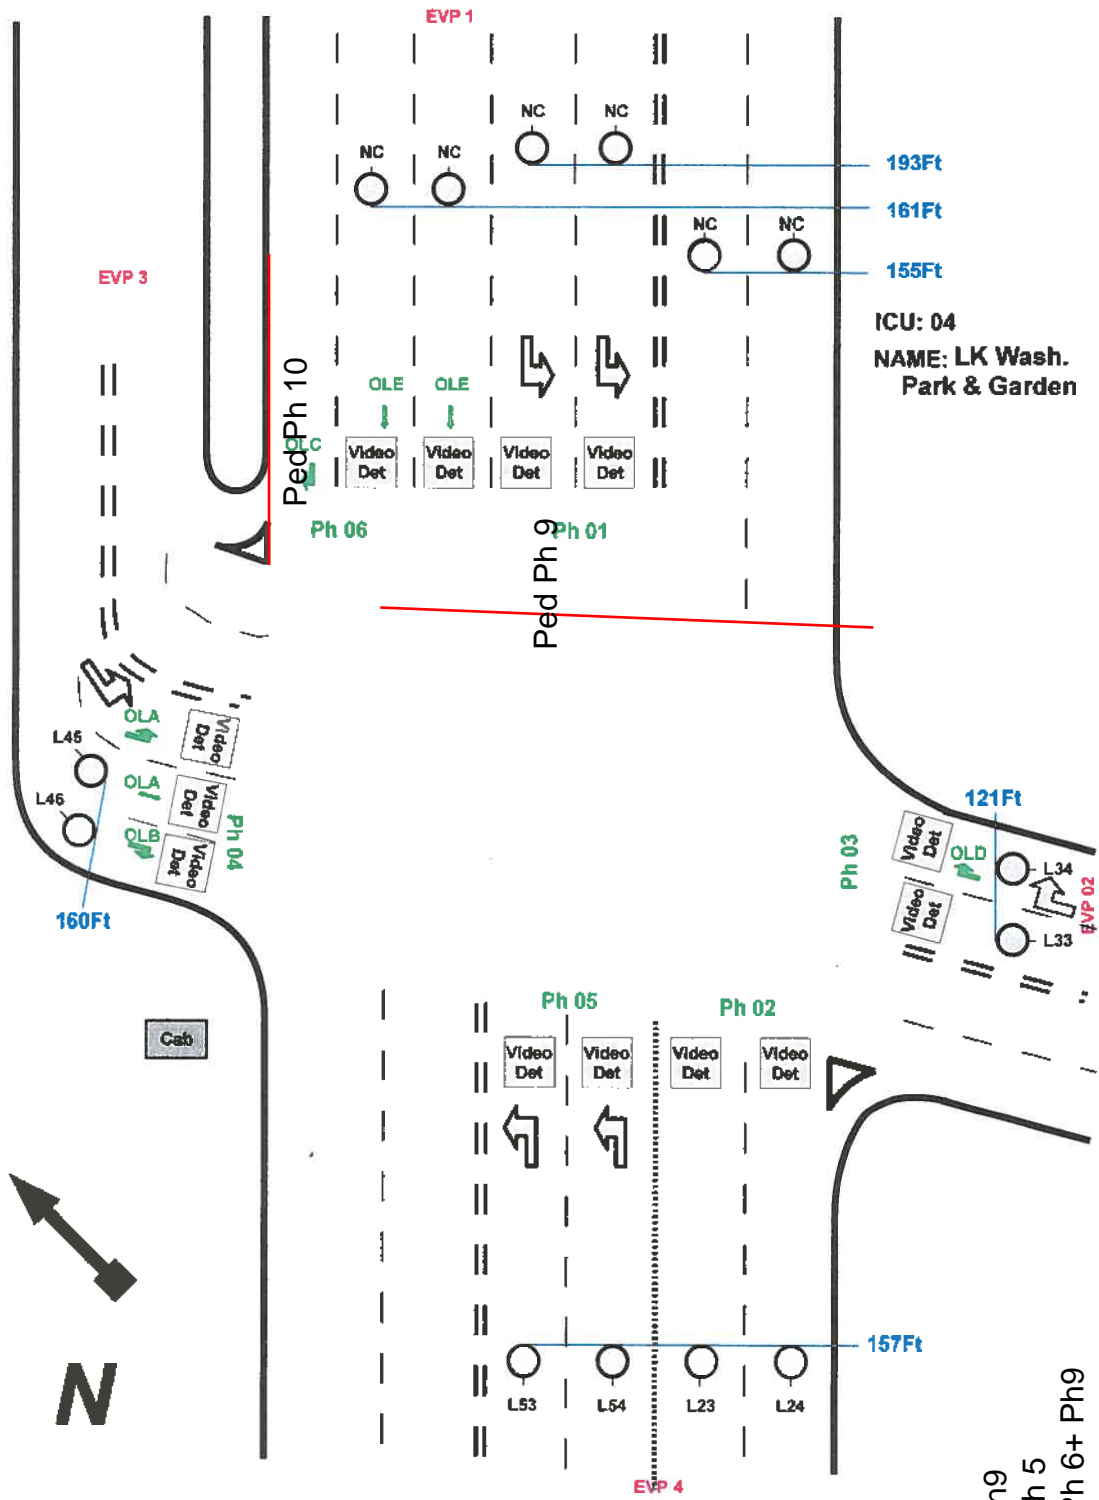 EVP 1
NC NC
NC NC
193Ft
161Ft
NC NC
155Ft
EVP 3
ICU: 04
NAME: LK Wash.
Park & Garden
Ped Ph 10
OLE OLE
OLC
Video Det
Video Det
Video Det
Video Det
Ph 06
Ph 01
Ped Ph 9
OLA
L45
Video Det
OLA
L46
Video Det
OLB
Video Det
Ph 04
160Ft
121Ft
Ph 03
Video Det
OLD
L34
Video Det
L33
EVP 02
Ph 05
Ph 02
Cab
Video Det
Video Det
Video Det
Video Det
157Ft
L53 L54 L23 L24
N
EVP 4
h9
h 5
Ph 6+ Ph9